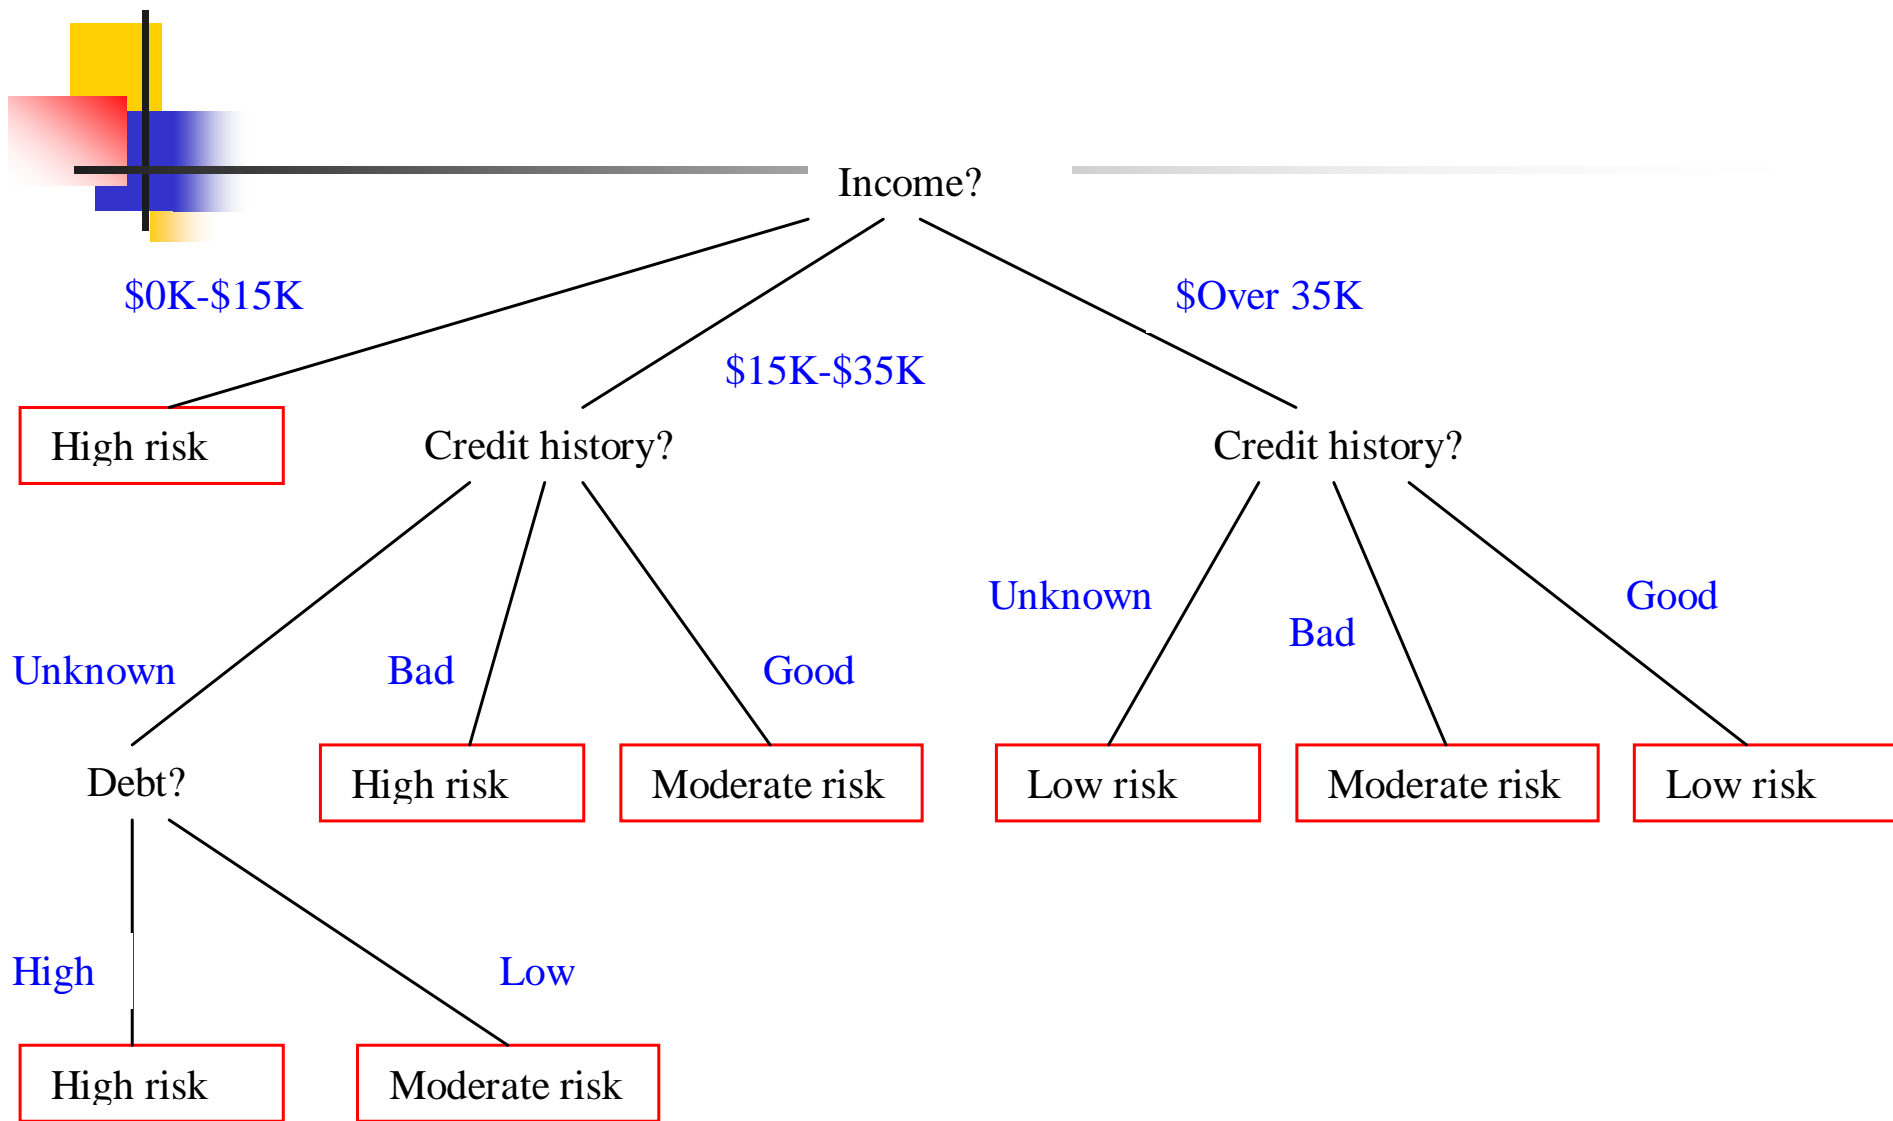 Income?
$0K-$15K
$Over 35K
$15K-$35K
High risk
Credit history?
Credit history?
Unknown
Good
Bad
Unknown
Bad
Good
Debt?
High risk
Moderate risk
Low risk
Moderate risk
Low risk
High
Low
High risk
Moderate risk